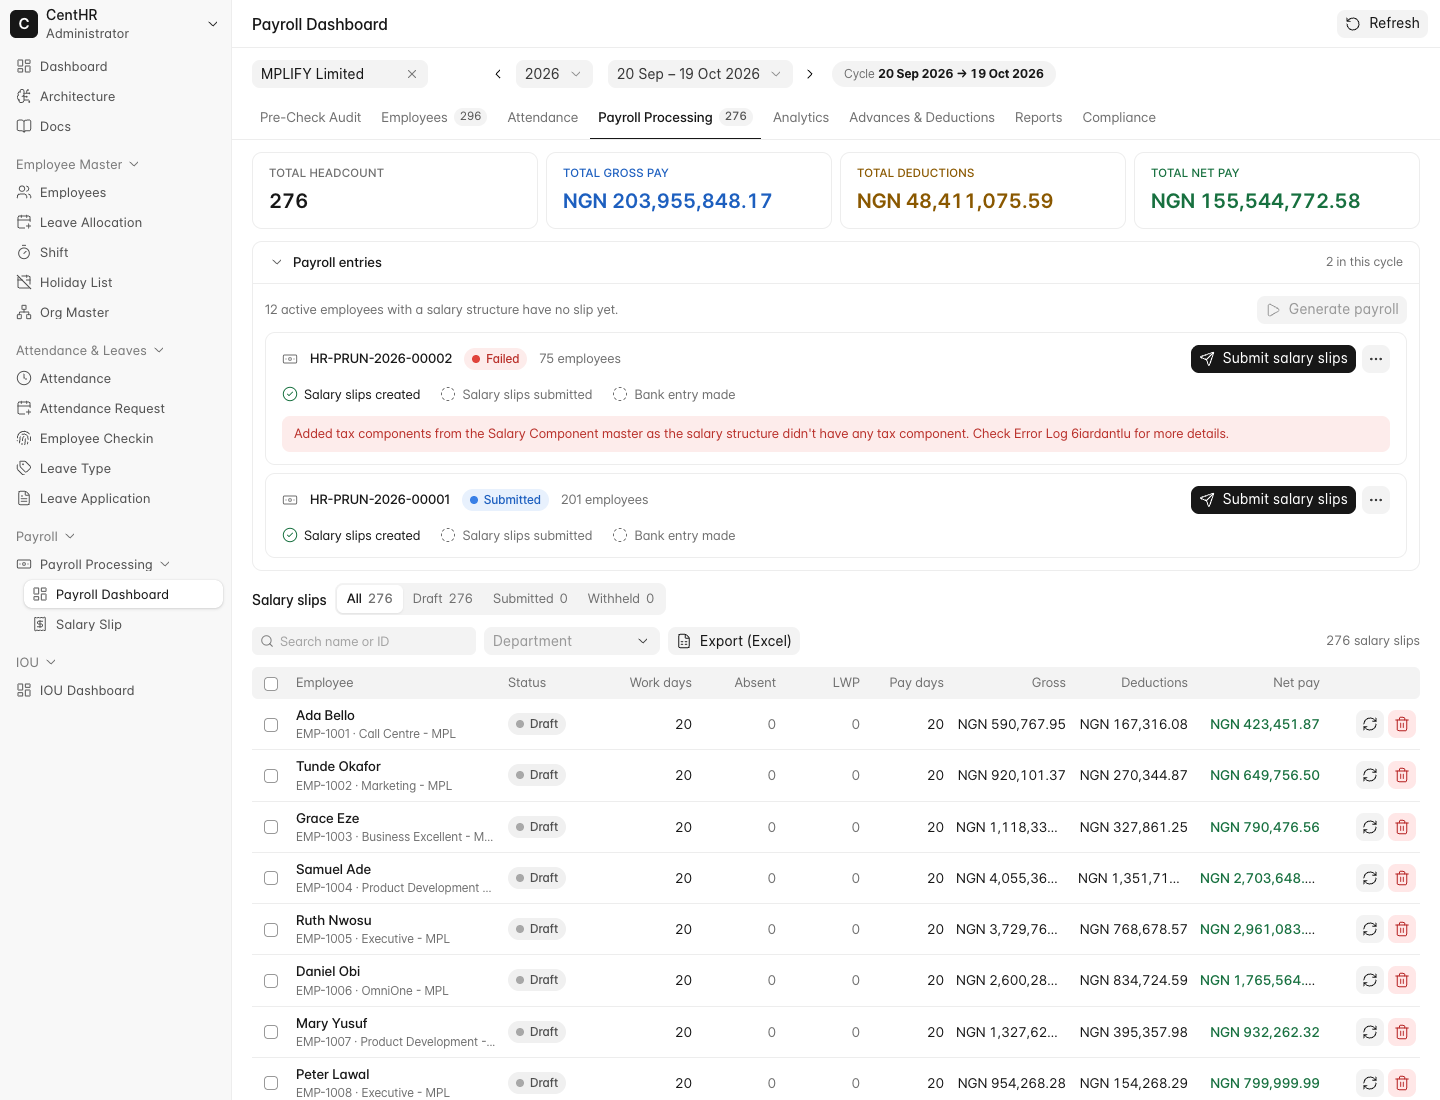 C
CentHR
Administrator
Dashboard
Architecture
Docs
Employee Master
Employees
Leave Allocation
Shift
Holiday List
Org Master
Attendance & Leaves
Attendance
Attendance Request
Employee Checkin
Leave Type
Leave Application
Payroll
Payroll Processing
Payroll Dashboard
Salary Slip
IOU
IOU Dashboard
Payroll Dashboard
Refresh
MPLIFY Limited
2026
20 Sep – 19 Oct 2026
Cycle 20 Sep 2026 → 19 Oct 2026
Pre-Check Audit
Employees 296
Attendance
Payroll Processing 276
Analytics
Advances & Deductions
Reports
Compliance
TOTAL HEADCOUNT
276
TOTAL GROSS PAY
NGN 203,955,848.17
TOTAL DEDUCTIONS
NGN 48,411,075.59
TOTAL NET PAY
NGN 155,544,772.58
Payroll entries
2 in this cycle
12 active employees with a salary structure have no slip yet.
Generate payroll
HR-PRUN-2026-00002 Failed 75 employees
Submit salary slips
Salary slips created Salary slips submitted Bank entry made
Added tax components from the Salary Component master as the salary structure didn't have any tax component. Check Error Log 6iardantlu for more details.
HR-PRUN-2026-00001 Submitted 201 employees
Submit salary slips
Salary slips created Salary slips submitted Bank entry made
Salary slips All 276 Draft 276 Submitted 0 Withheld 0
Search name or ID
Department
Export (Excel)
276 salary slips
Employee Status Work days Absent LWP Pay days Gross Deductions Net pay
Ada Bello
EMP-1001 · Call Centre - MPL
Draft 20 0 0 20 NGN 590,767.95 NGN 167,316.08 NGN 423,451.87
Tunde Okafor
EMP-1002 · Marketing - MPL
Draft 20 0 0 20 NGN 920,101.37 NGN 270,344.87 NGN 649,756.50
Grace Eze
EMP-1003 · Business Excellent - M...
Draft 20 0 0 20 NGN 1,118,33... NGN 327,861.25 NGN 790,476.56
Samuel Ade
EMP-1004 · Product Development ...
Draft 20 0 0 20 NGN 4,055,36... NGN 1,351,71... NGN 2,703,648....
Ruth Nwosu
EMP-1005 · Executive - MPL
Draft 20 0 0 20 NGN 3,729,76... NGN 768,678.57 NGN 2,961,083....
Daniel Obi
EMP-1006 · OmniOne - MPL
Draft 20 0 0 20 NGN 2,600,28... NGN 834,724.59 NGN 1,765,564....
Mary Yusuf
EMP-1007 · Product Development -...
Draft 20 0 0 20 NGN 1,327,62... NGN 395,357.98 NGN 932,262.32
Peter Lawal
EMP-1008 · Executive - MPL
Draft 20 0 0 20 NGN 954,268.28 NGN 154,268.29 NGN 799,999.99